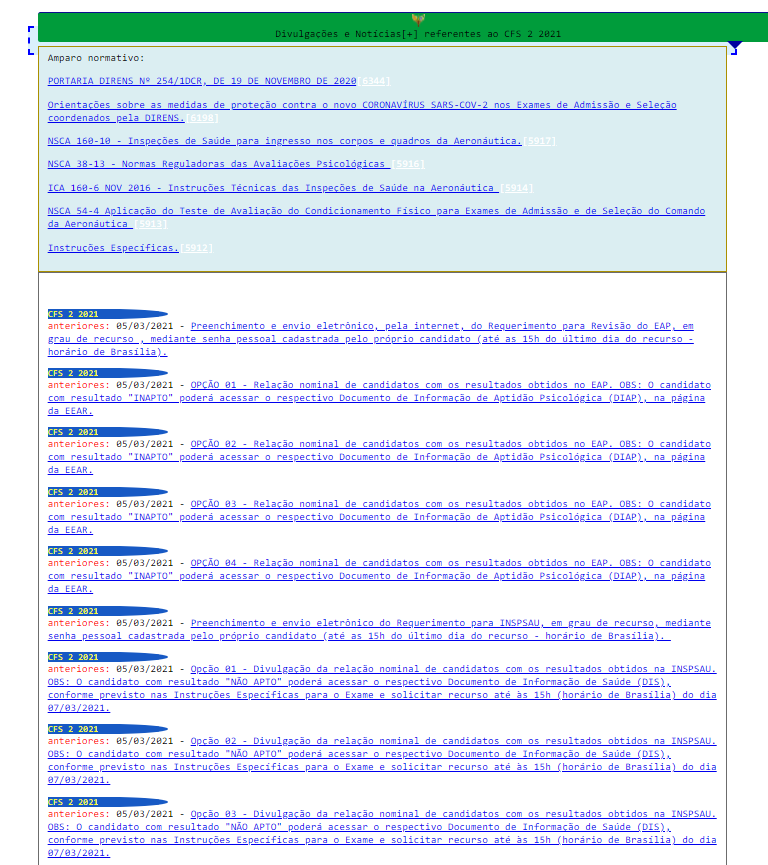 Divulgações e Notícias[+] referentes ao CFS 2 2021
Amparo normativo:
PORTARIA DIRENS Nº 254/1DCR, DE 19 DE NOVEMBRO DE 2020[6344]
Orientações sobre as medidas de proteção contra o novo CORONAVÍRUS SARS-COV-2 nos Exames de Admissão e Seleção
coordenados pela DIRENS.[6198]
NSCA 160-10 - Inspeções de Saúde para ingresso nos corpos e quadros da Aeronáutica.[5917]
NSCA 38-13 - Normas Reguladoras das Avaliações Psicológicas [5916]
ICA 160-6 NOV 2016 - Instruções Técnicas das Inspeções de Saúde na Aeronáutica [5914]
NSCA 54-4 Aplicação do Teste de Avaliação do Condicionamento Físico para Exames de Admissão e de Seleção do Comando
da Aeronáutica [5913]
Instruções Específicas.[5912]
CFS 2 2021
anteriores: 05/03/2021 - Preenchimento e envio eletrônico, pela internet, do Requerimento para Revisão do EAP, em
grau de recurso , mediante senha pessoal cadastrada pelo próprio candidato (até as 15h do último dia do recurso -
horário de Brasília).
CFS 2 2021
anteriores: 05/03/2021 - OPÇÃO 01 - Relação nominal de candidatos com os resultados obtidos no EAP. OBS: O candidato
com resultado "INAPTO" poderá acessar o respectivo Documento de Informação de Aptidão Psicológica (DIAP), na página
da EEAR.
CFS 2 2021
anteriores: 05/03/2021 - OPÇÃO 02 - Relação nominal de candidatos com os resultados obtidos no EAP. OBS: O candidato
com resultado "INAPTO" poderá acessar o respectivo Documento de Informação de Aptidão Psicológica (DIAP), na página
da EEAR.
CFS 2 2021
anteriores: 05/03/2021 - OPÇÃO 03 - Relação nominal de candidatos com os resultados obtidos no EAP. OBS: O candidato
com resultado "INAPTO" poderá acessar o respectivo Documento de Informação de Aptidão Psicológica (DIAP), na página
da EEAR.
CFS 2 2021
anteriores: 05/03/2021 - OPÇÃO 04 - Relação nominal de candidatos com os resultados obtidos no EAP. OBS: O candidato
com resultado "INAPTO" poderá acessar o respectivo Documento de Informação de Aptidão Psicológica (DIAP), na página
da EEAR.
CFS 2 2021
anteriores: 05/03/2021 - Preenchimento e envio eletrônico do Requerimento para INSPSAU, em grau de recurso, mediante
senha pessoal cadastrada pelo próprio candidato (até as 15h do último dia do recurso - horário de Brasília).
CFS 2 2021
anteriores: 05/03/2021 - Opção 01 - Divulgação da relação nominal de candidatos com os resultados obtidos na INSPSAU.
OBS: O candidato com resultado "NÃO APTO" poderá acessar o respectivo Documento de Informação de Saúde (DIS),
conforme previsto nas Instruções Específicas para o Exame e solicitar recurso até às 15h (horário de Brasília) do dia
07/03/2021.
CFS 2 2021
anteriores: 05/03/2021 - Opção 02 - Divulgação da relação nominal de candidatos com os resultados obtidos na INSPSAU.
OBS: O candidato com resultado "NÃO APTO" poderá acessar o respectivo Documento de Informação de Saúde (DIS),
conforme previsto nas Instruções Específicas para o Exame e solicitar recurso até às 15h (horário de Brasília) do dia
07/03/2021.
CFS 2 2021
anteriores: 05/03/2021 - Opção 03 - Divulgação da relação nominal de candidatos com os resultados obtidos na INSPSAU.
OBS: O candidato com resultado "NÃO APTO" poderá acessar o respectivo Documento de Informação de Saúde (DIS),
conforme previsto nas Instruções Específicas para o Exame e solicitar recurso até às 15h (horário de Brasília) do dia
07/03/2021.